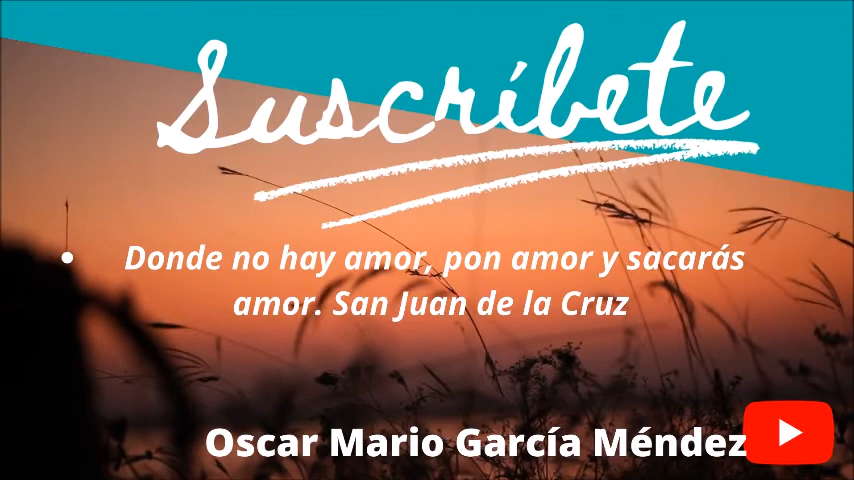 Suscríbete
• Donde no hay amor, pon amor y sacarás
amor. San Juan de la Cruz
Oscar Mario García Méndez